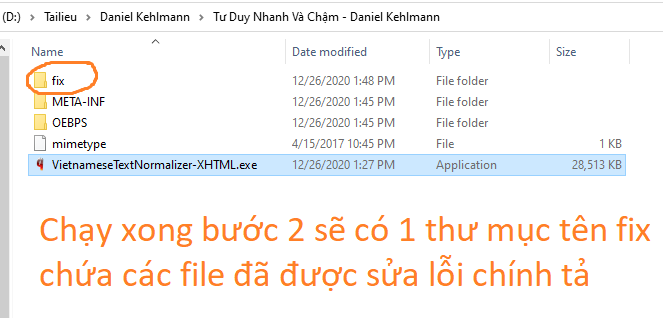 (D:) > Tailieu > Daniel Kehlmann > Tư Duy Nhanh Và Chậm - Daniel Kehlmann
Name Date modified Type Size
fix 12/26/2020 1:48 PM File folder
META-INF 12/26/2020 1:45 PM File folder
OEBPS 12/26/2020 1:45 PM File folder
mimetype 4/15/2017 10:45 PM File 1 KB
VietnameseTextNormalizer-XHTML.exe 12/26/2020 1:27 PM Application 28,513 KB
Chạy xong bước 2 sẽ có 1 thư mục tên fix
chứa các file đã được sửa lỗi chính tả